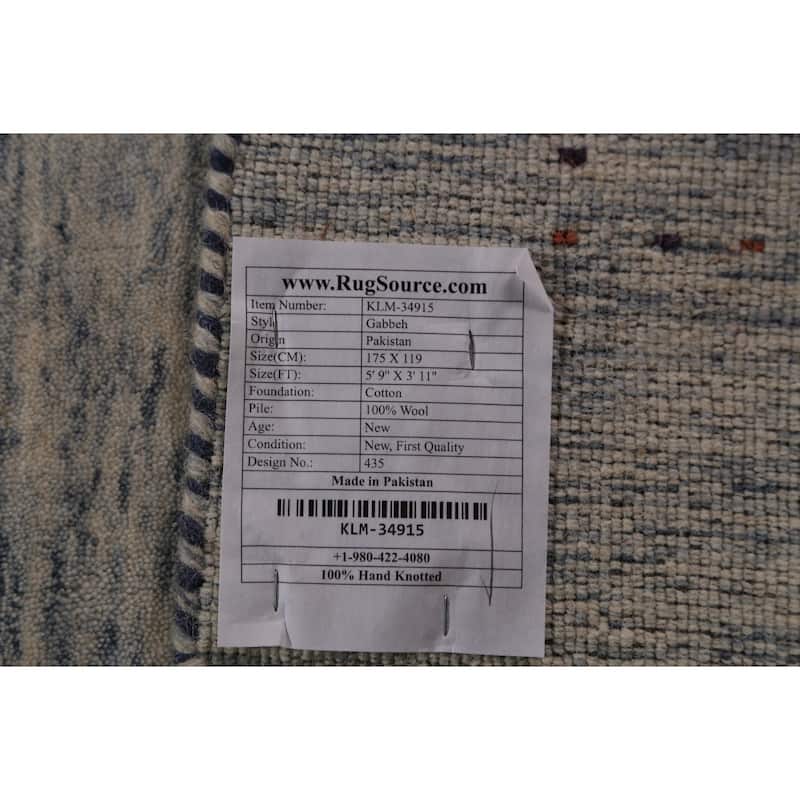 www.RugSource.com
Item Number: KLM-34915
Style Gabbeh
Origin Pakistan
Size(CM): 175 X 119
Size(FT): 5' 9" X 3' 11"
Foundation: Cotton
Pile: 100% Wool
Age: New
Condition: New, First Quality
Design No.: 435
Made in Pakistan
KLM-34915
+1-980-422-4080
100% Hand Knotted